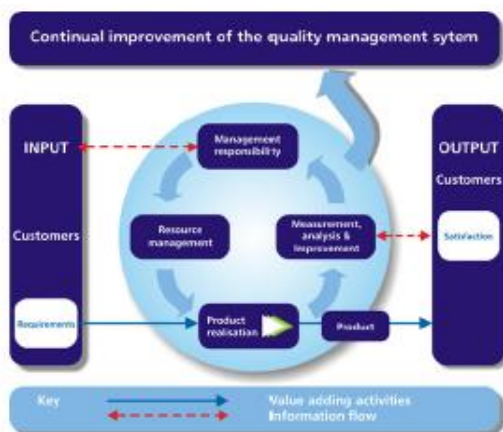 Continual improvement of the quality management sytem
INPUT
Customers
Requirements
Management
responsibility
Resource
management
Measurement,
analysis &
improvement
Product
realisation
Product
OUTPUT
Customers
Satisfaction
Key
Value adding activities
Information flow